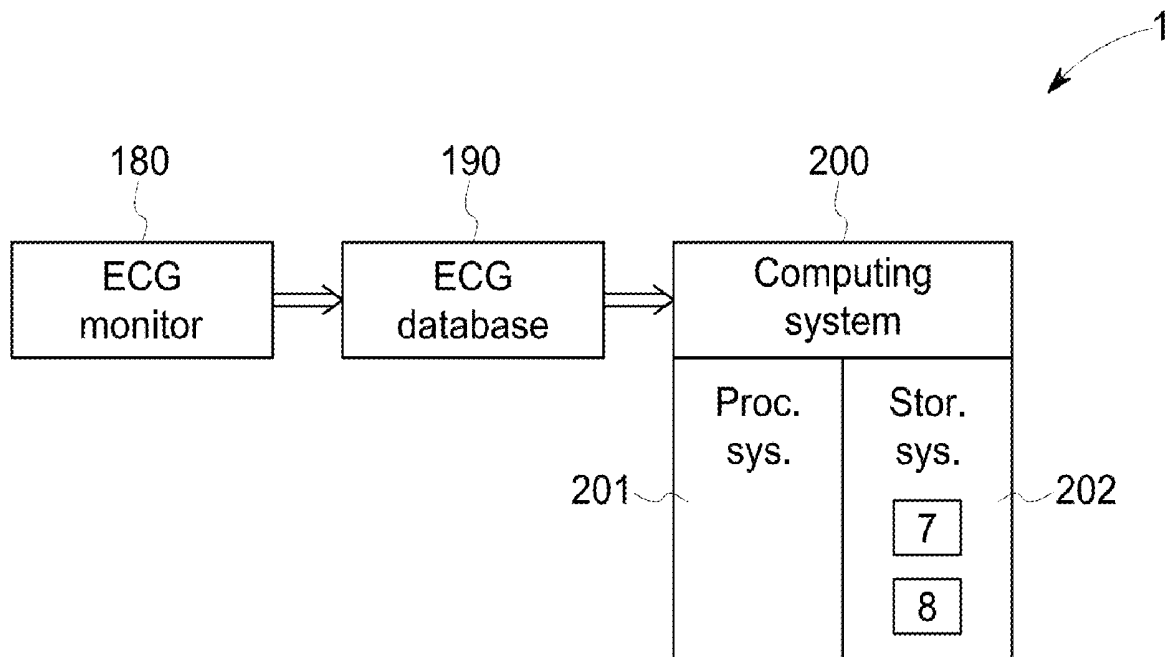 1
180
190
200
ECG
monitor
ECG
database
Computing
system
Proc.
sys.
Stor.
sys.
201
202
7
8